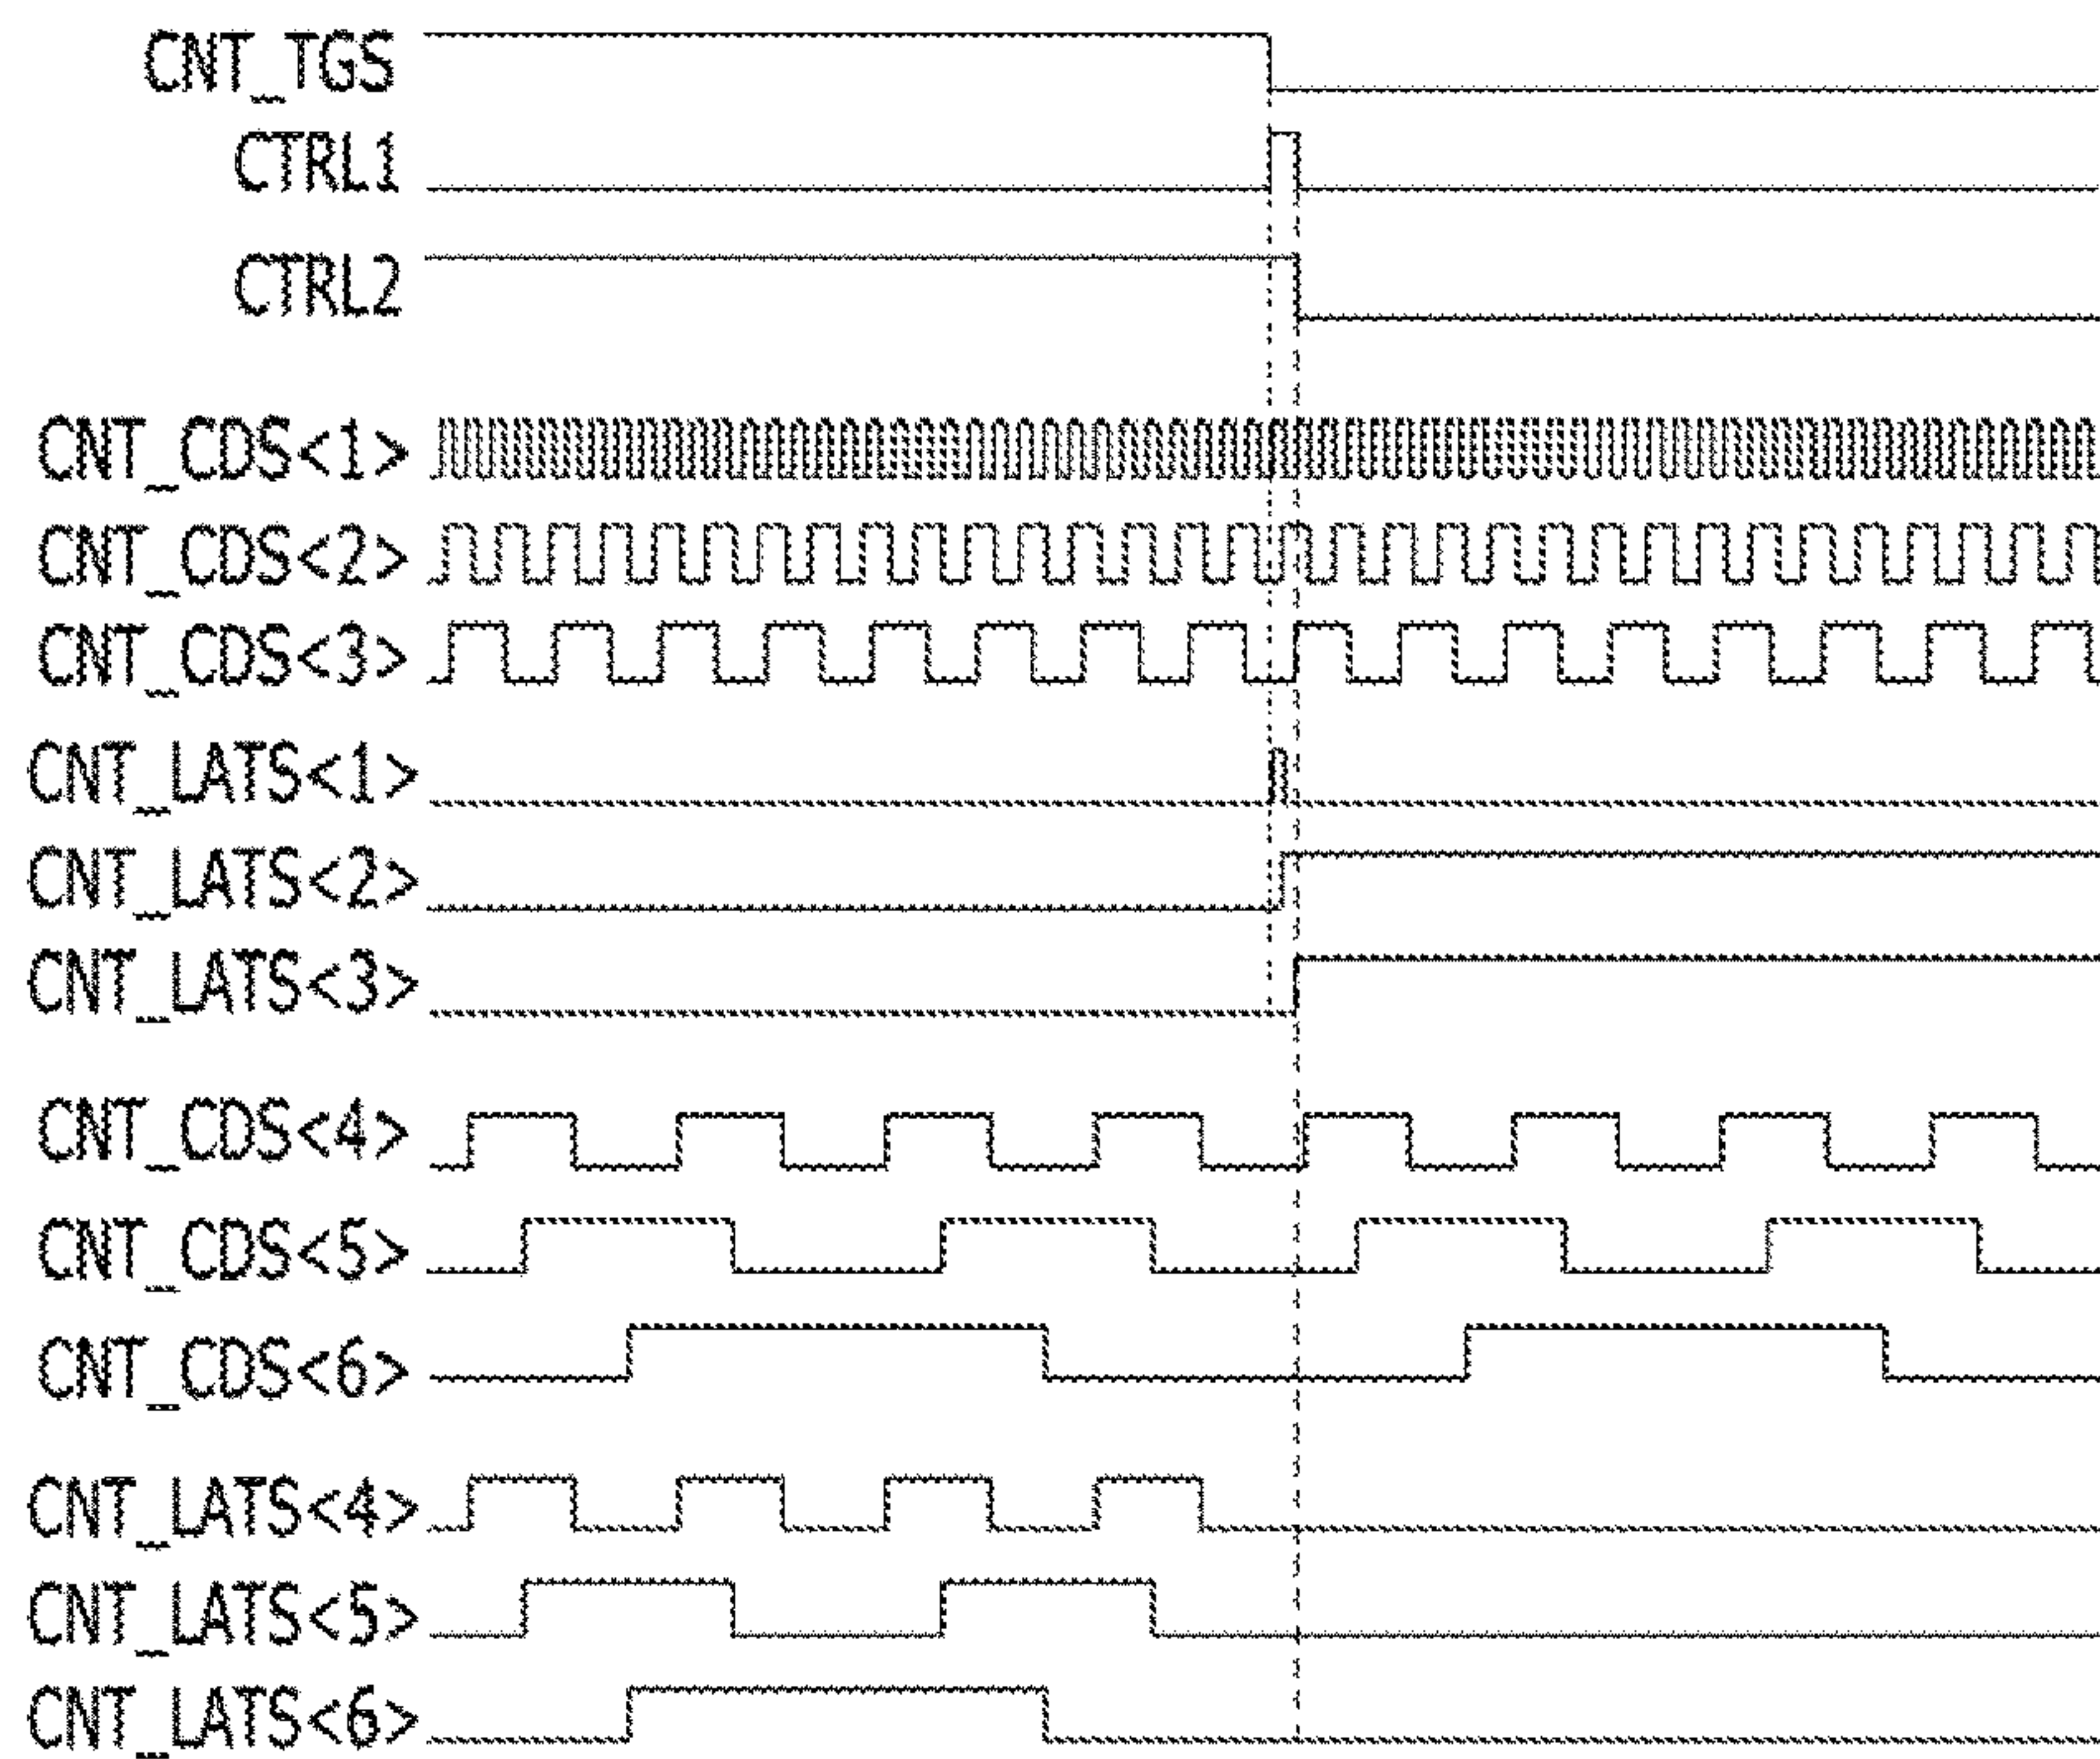 CNT_TGS
CTRL1
CTRL2
CNT_CDS<1>
CNT_CDS<2>
CNT_CDS<3>
CNT_LATS<1>
CNT_LATS<2>
CNT_LATS<3>
CNT_CDS<4>
CNT_CDS<5>
CNT_CDS<6>
CNT_LATS<4>
CNT_LATS<5>
CNT_LATS<6>